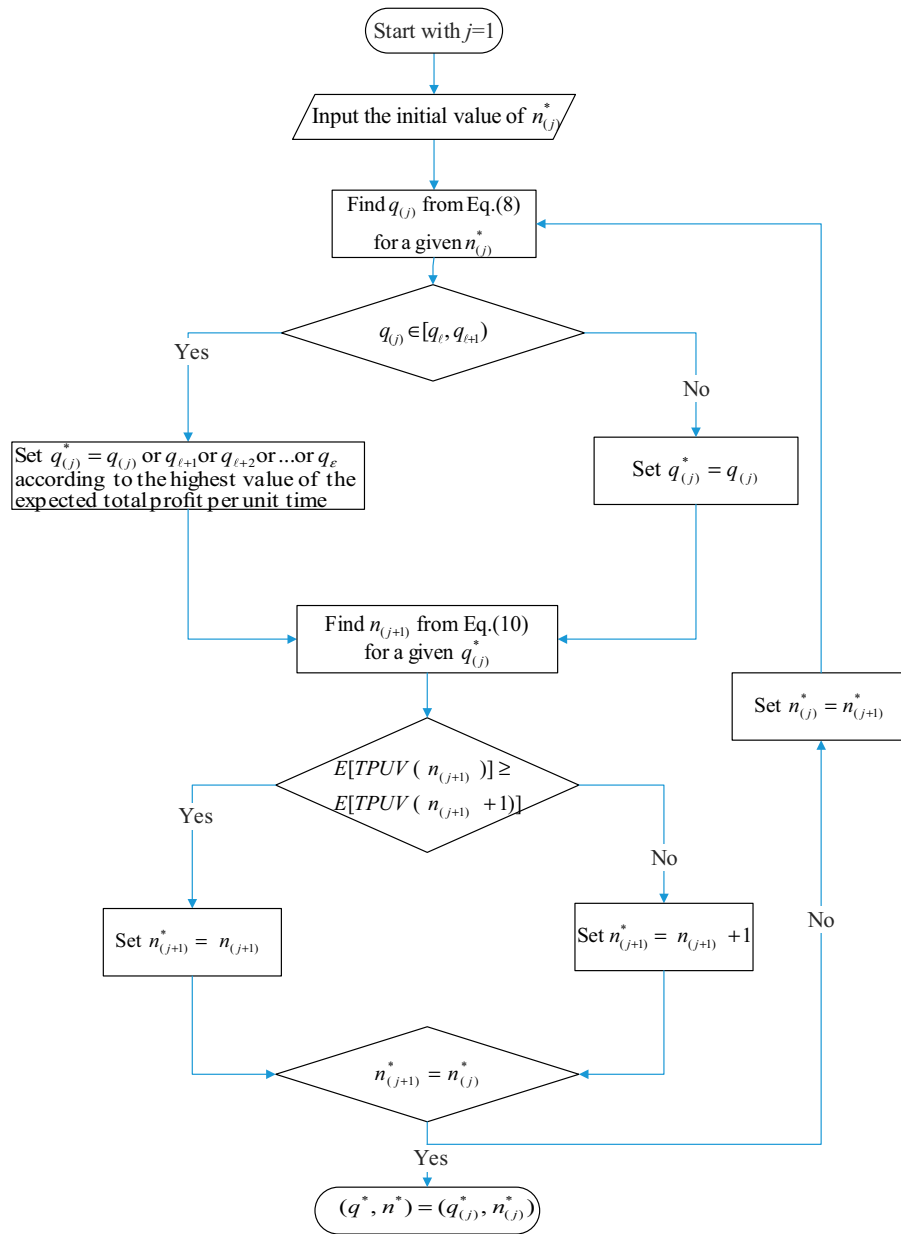 Start with j=1
Input the initial value of n*(j)
Find q(j) from Eq.(8)
for a given n*(j)
q(j) ∈[qℓ, qℓ+1)
Yes
No
Set q*(j) = q(j) or qℓ+1 or qℓ+2 or ... or qε
according to the highest value of the
expected total profit per unit time
Set q*(j) = q(j)
Find n(j+1) from Eq.(10)
for a given q*(j)
Set n*(j) = n*(j+1)
E[TPUV( n(j+1) )] ≥
E[TPUV( n(j+1) +1)]
Yes
No
No
Set n*(j+1) = n(j+1)
Set n*(j+1) = n(j+1) +1
n*(j+1) = n*(j)
Yes
(q*, n*) = (q*(j), n*(j))